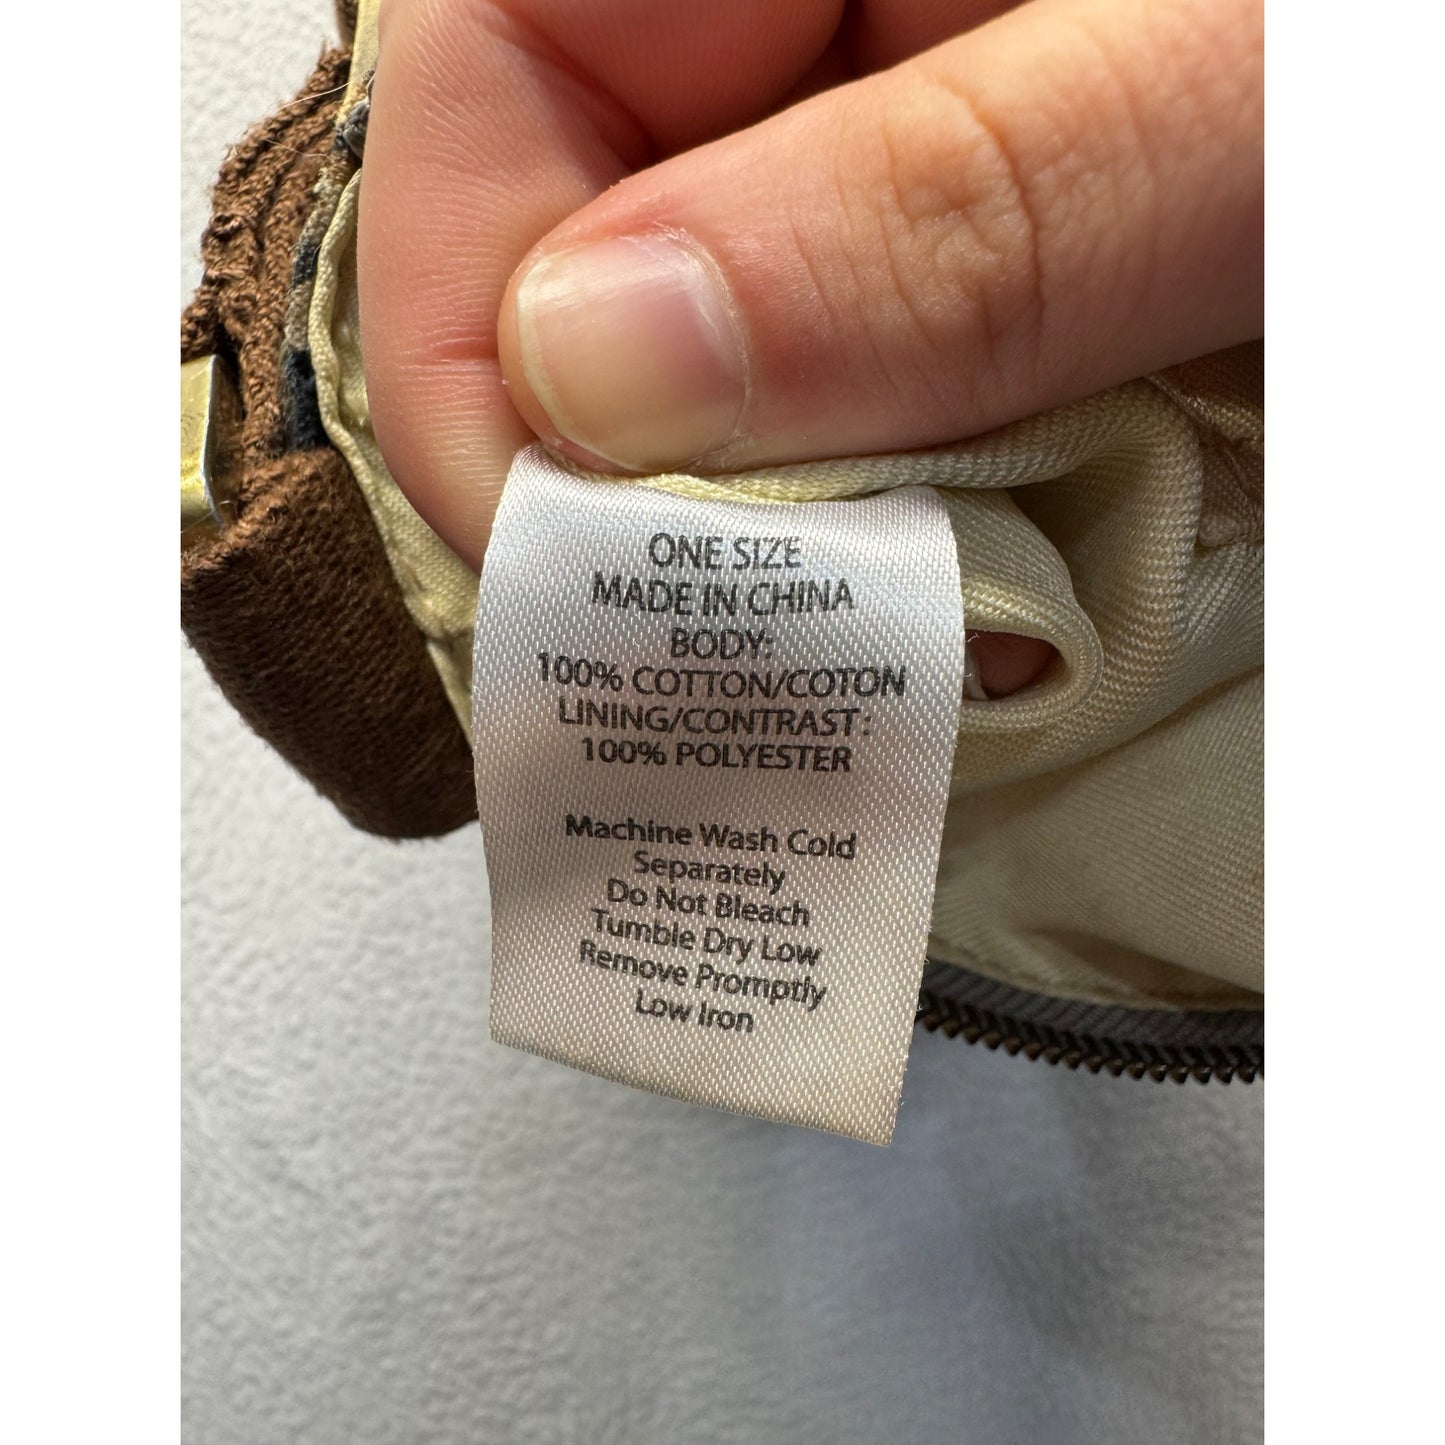 ONE SIZE
MADE IN CHINA
BODY:
100% COTTON/COTON
LINING/CONTRAST:
100% POLYESTER
Machine Wash Cold
Separately
Do Not Bleach
Tumble Dry Low
Remove Promptly
Low Iron